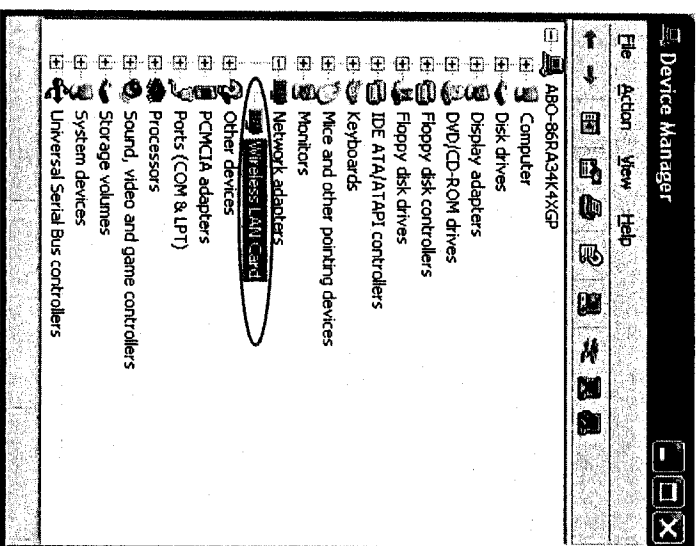 Device Manager
File Action View Help
ABO-86RA34K4XGP
Computer
Disk drives
Display adapters
DVD/CD-ROM drives
Floppy disk controllers
Floppy disk drives
IDE ATA/ATAPI controllers
Keyboards
Mice and other pointing devices
Monitors
Network adapters
Wireless LAN Card
Other devices
PCMCIA adapters
Ports (COM & LPT)
Processors
Sound, video and game controllers
Storage volumes
System devices
Universal Serial Bus controllers